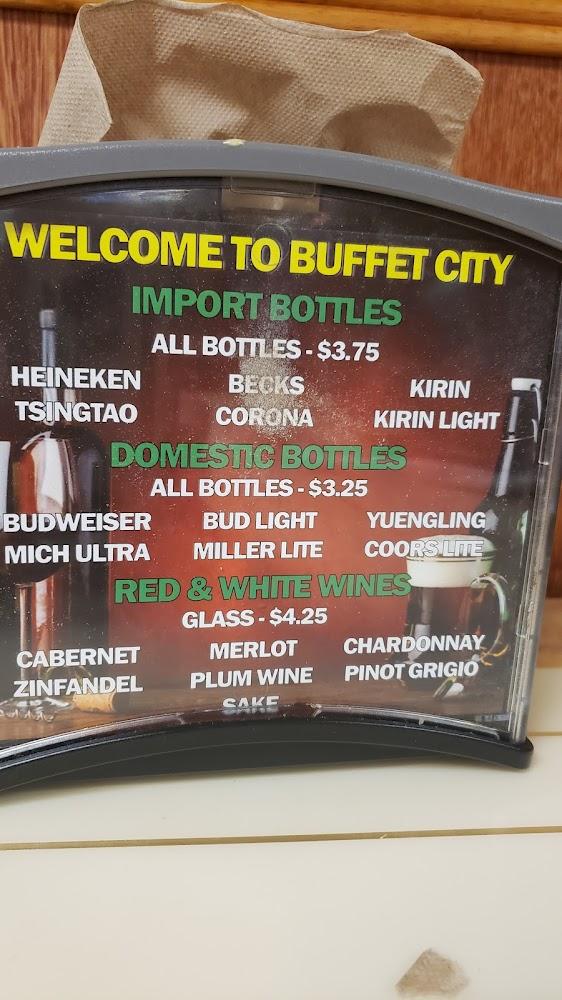 WELCOME TO BUFFET CITY
IMPORT BOTTLES
ALL BOTTLES - $3.75
HEINEKEN BECKS KIRIN
TSINGTAO CORONA KIRIN LIGHT
DOMESTIC BOTTLES
ALL BOTTLES - $3.25
BUDWEISER BUD LIGHT YUENGLING
MICH ULTRA MILLER LITE COORS LITE
RED & WHITE WINES
GLASS - $4.25
CABERNET MERLOT CHARDONNAY
ZINFANDEL PLUM WINE PINOT GRIGIO
SAKE